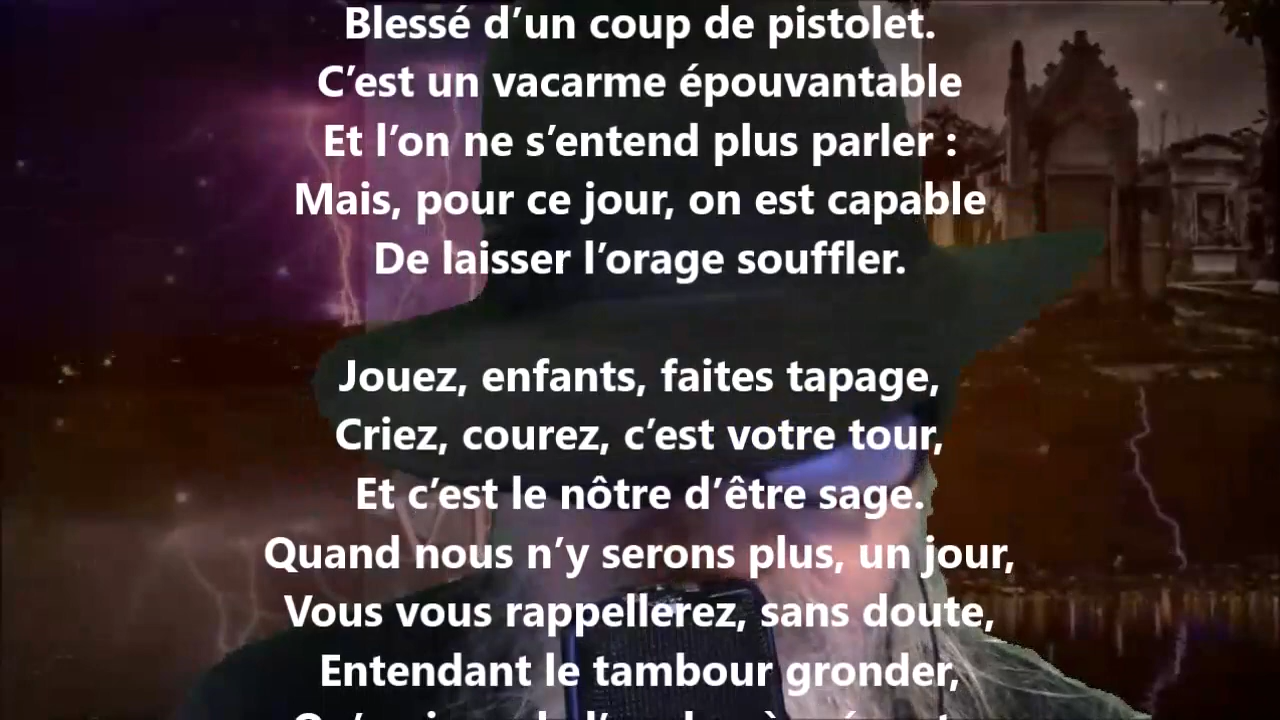 Blessé d’un coup de pistolet.
C’est un vacarme épouvantable
Et l’on ne s’entend plus parler :
Mais, pour ce jour, on est capable
De laisser l’orage souffler.
Jouez, enfants, faites tapage,
Criez, courez, c’est votre tour,
Et c’est le nôtre d’être sage.
Quand nous n’y serons plus, un jour,
Vous vous rappellerez, sans doute,
Entendant le tambour gronder,